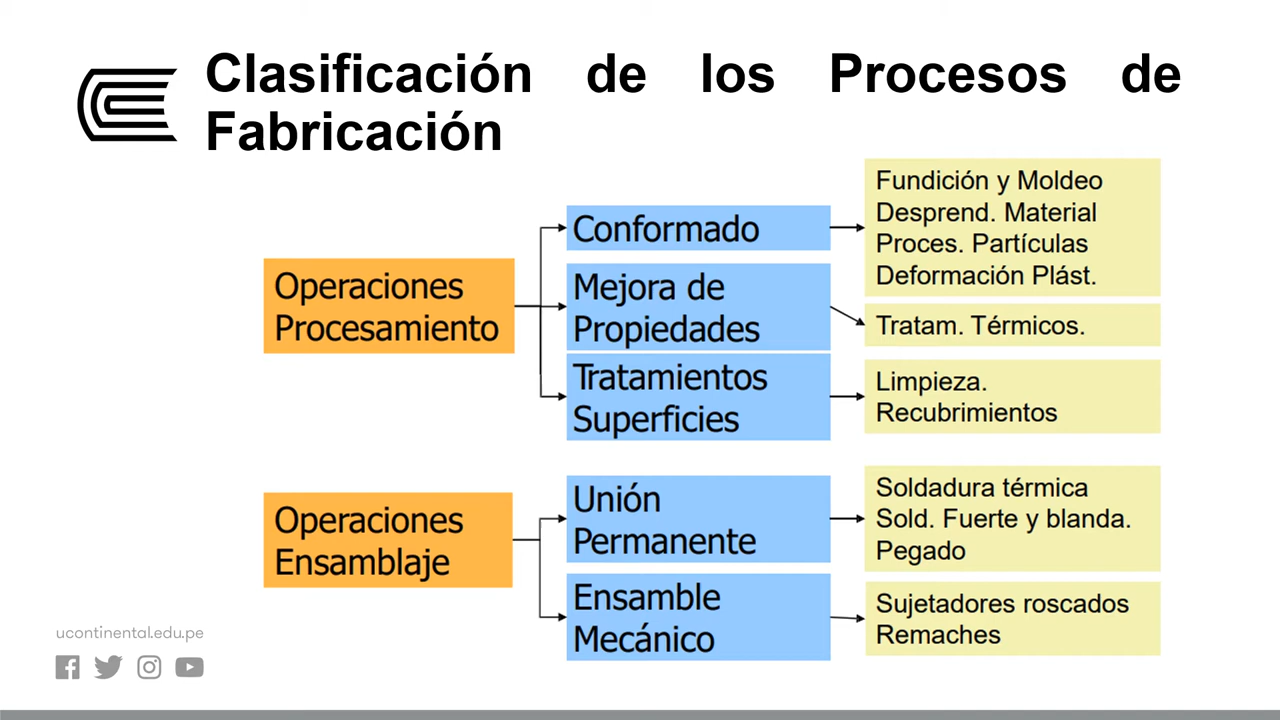 Clasificación de los Procesos de
Fabricación
Operaciones
Procesamiento
Conformado
Fundición y Moldeo
Desprend. Material
Proces. Partículas
Deformación Plást.
Mejora de
Propiedades
Tratam. Térmicos.
Tratamientos
Superficies
Limpieza.
Recubrimientos
Operaciones
Ensamblaje
Unión
Permanente
Soldadura térmica
Sold. Fuerte y blanda.
Pegado
Ensamble
Mecánico
Sujetadores roscados
Remaches
ucontinental.edu.pe